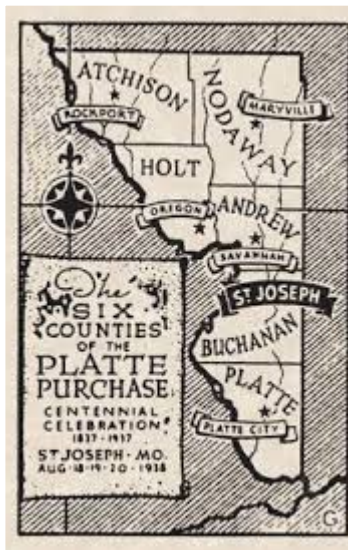 ATCHISON
ROCKPORT
NODAWAY
MARYVILLE
HOLT
OREGON
ANDREW
SAVANNAH
ST JOSEPH
BUCHANAN
PLATTE
PLATTE CITY
The
SIX
COUNTIES
OF THE
PLATTE
PURCHASE
CENTENNIAL
CELEBRATION
1837-1937
ST JOSEPH - MO.
AUG-18-19-20-1938
G